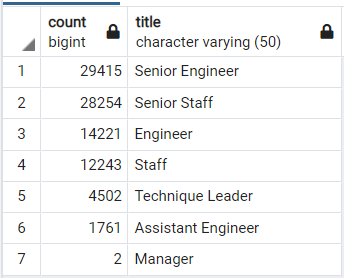 count title
bigint character varying (50)
1 29415 Senior Engineer
2 28254 Senior Staff
3 14221 Engineer
4 12243 Staff
5 4502 Technique Leader
6 1761 Assistant Engineer
7 2 Manager